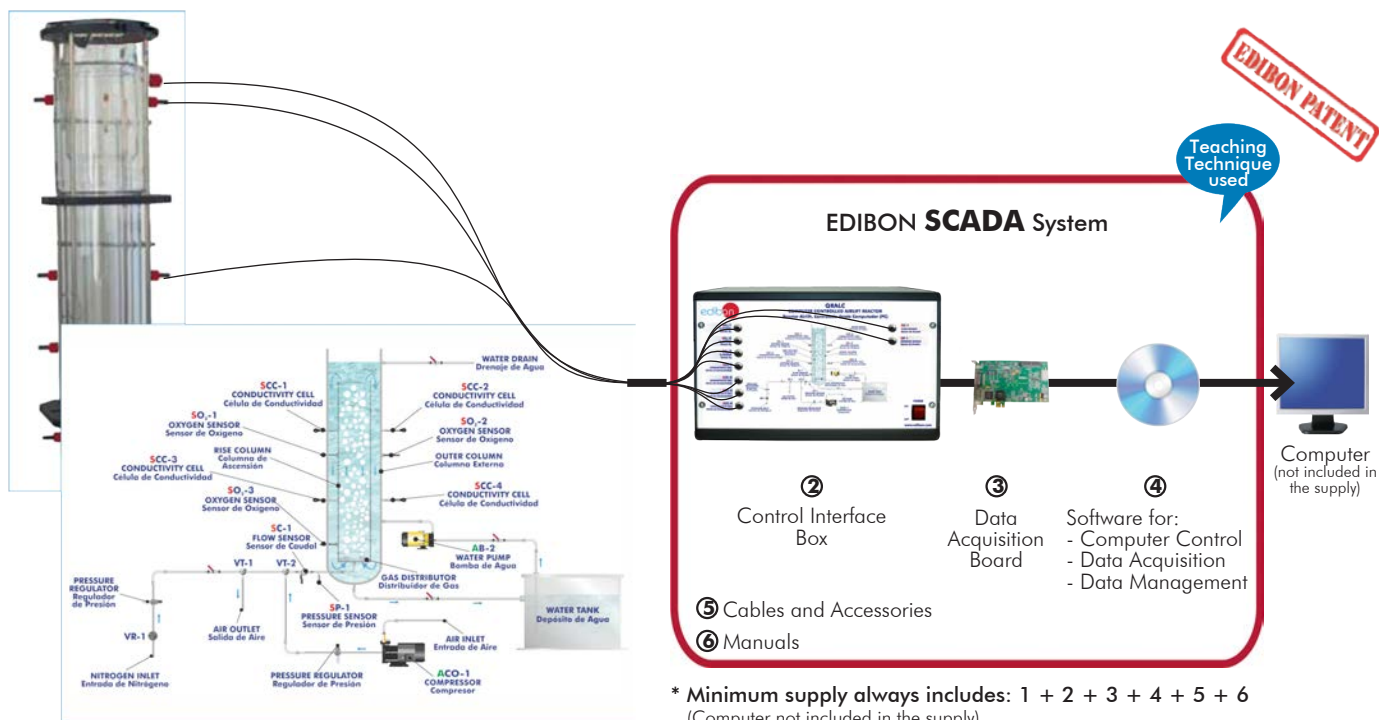 EDIBON PATENT
Teaching
Technique
used
EDIBON SCADA System
edibon
QRALC
COMPUTER CONTROLLED AIRLIFT REACTOR
②
Control Interface
Box
③
Data
Acquisition
Board
④
Software for:
- Computer Control
- Data Acquisition
- Data Management
Computer
(not included in
the supply)
⑤ Cables and Accessories
⑥ Manuals
* Minimum supply always includes: 1 + 2 + 3 + 4 + 5 + 6
(Computer not included in the supply)
WATER DRAIN
Drenaje de Agua
SCC-1
CONDUCTIVITY CELL
Célula de Conductividad
SCC-2
CONDUCTIVITY CELL
Célula de Conductividad
SO₂-1
OXYGEN SENSOR
Sensor de Oxígeno
SO₂-2
OXYGEN SENSOR
Sensor de Oxígeno
RISE COLUMN
Columna de
Ascensión
OUTER COLUMN
Columna Externa
SCC-3
CONDUCTIVITY CELL
Célula de Conductividad
SCC-4
CONDUCTIVITY CELL
Célula de Conductividad
SO₂-3
OXYGEN SENSOR
Sensor de Oxígeno
SC-1
FLOW SENSOR
Sensor de Caudal
AB-2
WATER PUMP
Bomba de Agua
VT-1
VT-2
GAS DISTRIBUTOR
Distribuidor de Gas
PRESSURE
REGULATOR
Regulador
de Presión
SP-1
PRESSURE SENSOR
Sensor de Presión
WATER TANK
Depósito de Agua
AIR OUTLET
Salida de Aire
VR-1
AIR INLET
Entrada de Aire
NITROGEN INLET
Entrada de Nitrógeno
PRESSURE REGULATOR
Regulador de Presión
ACO-1
COMPRESSOR
Compresor